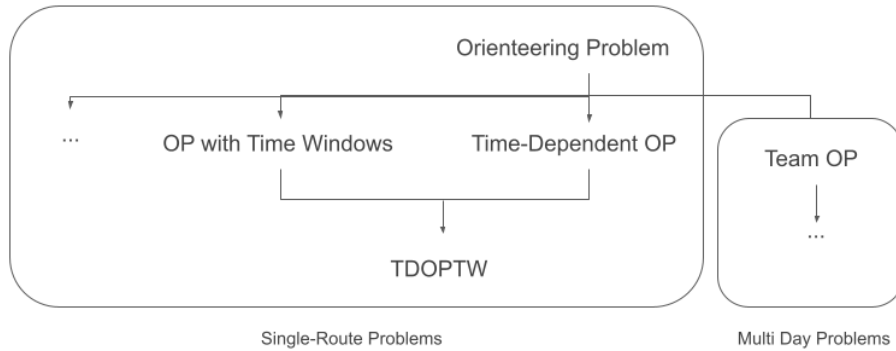 Orienteering Problem
...
OP with Time Windows
Time-Dependent OP
Team OP
...
TDOPTW
Single-Route Problems
Multi Day Problems